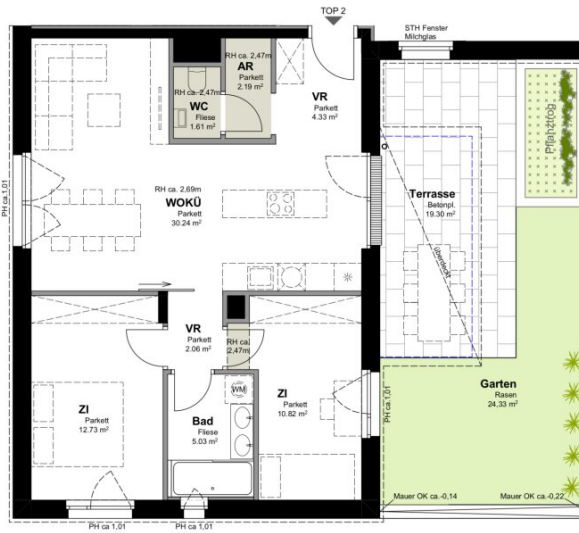 TOP 2
STH Fenster
Milchglas
RH ca. 2,47m
AR
Parkett
2.19 m²
RH ca. 2,47m
WC
Fliese
1.61 m²
VR
Parkett
4.33 m²
Pflanztrog
PH ca.1,01
RH ca. 2,69m
WOKÜ
Parkett
30.24 m²
Terrasse
Betonpl.
19.30 m²
überdeckt
VR
Parkett
2.06 m²
RH ca.
2,47m
ZI
Parkett
12.73 m²
WM
Bad
Fliese
5.03 m²
ZI
Parkett
10.82 m²
PH ca.1,01
Garten
Rasen
24,33 m²
Mauer OK ca.-0,14
Mauer OK ca.-0,22
PH ca 1,01
PH ca 1,01